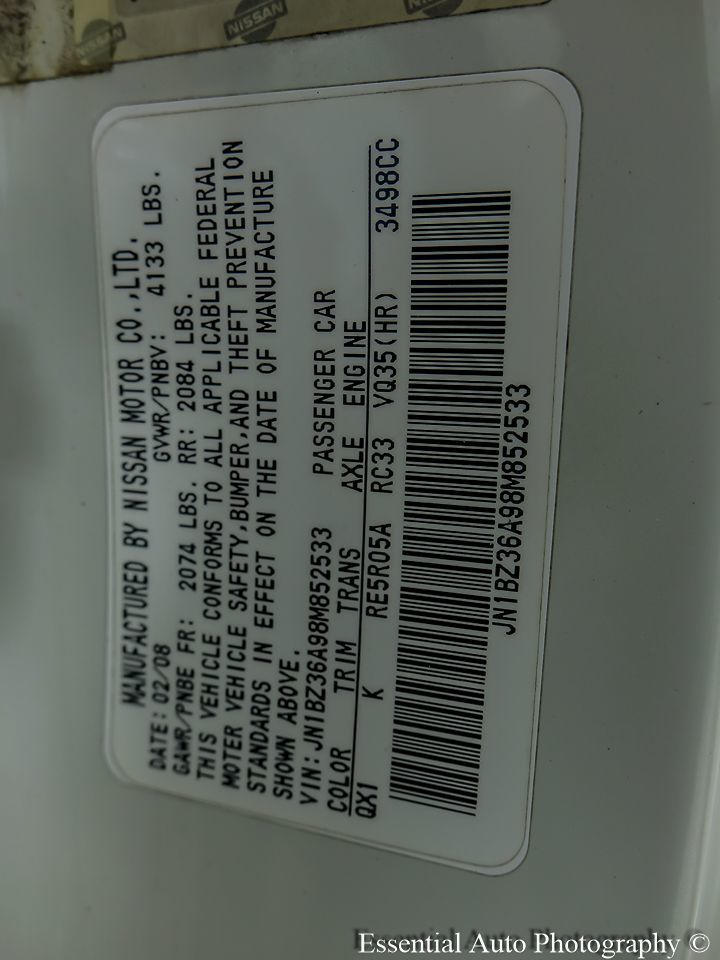 NISSAN
NISSAN
NISSAN
MANUFACTURED BY NISSAN MOTOR CO.,LTD.
DATE: 02/08 GVWR/PNBV: 4133 LBS.
GAWR/PNBE FR: 2074 LBS. RR: 2084 LBS.
THIS VEHICLE CONFORMS TO ALL APPLICABLE FEDERAL
MOTER VEHICLE SAFETY,BUMPER,AND THEFT PREVENTION
STANDARDS IN EFFECT ON THE DATE OF MANUFACTURE
SHOWN ABOVE.
VIN: JN1BZ36A98M852533 PASSENGER CAR
COLOR TRIM TRANS AXLE ENGINE
QX1 K RE5R05A RC33 VQ35(HR) 3498CC
JN1BZ36A98M852533
Essential Auto Photography ©